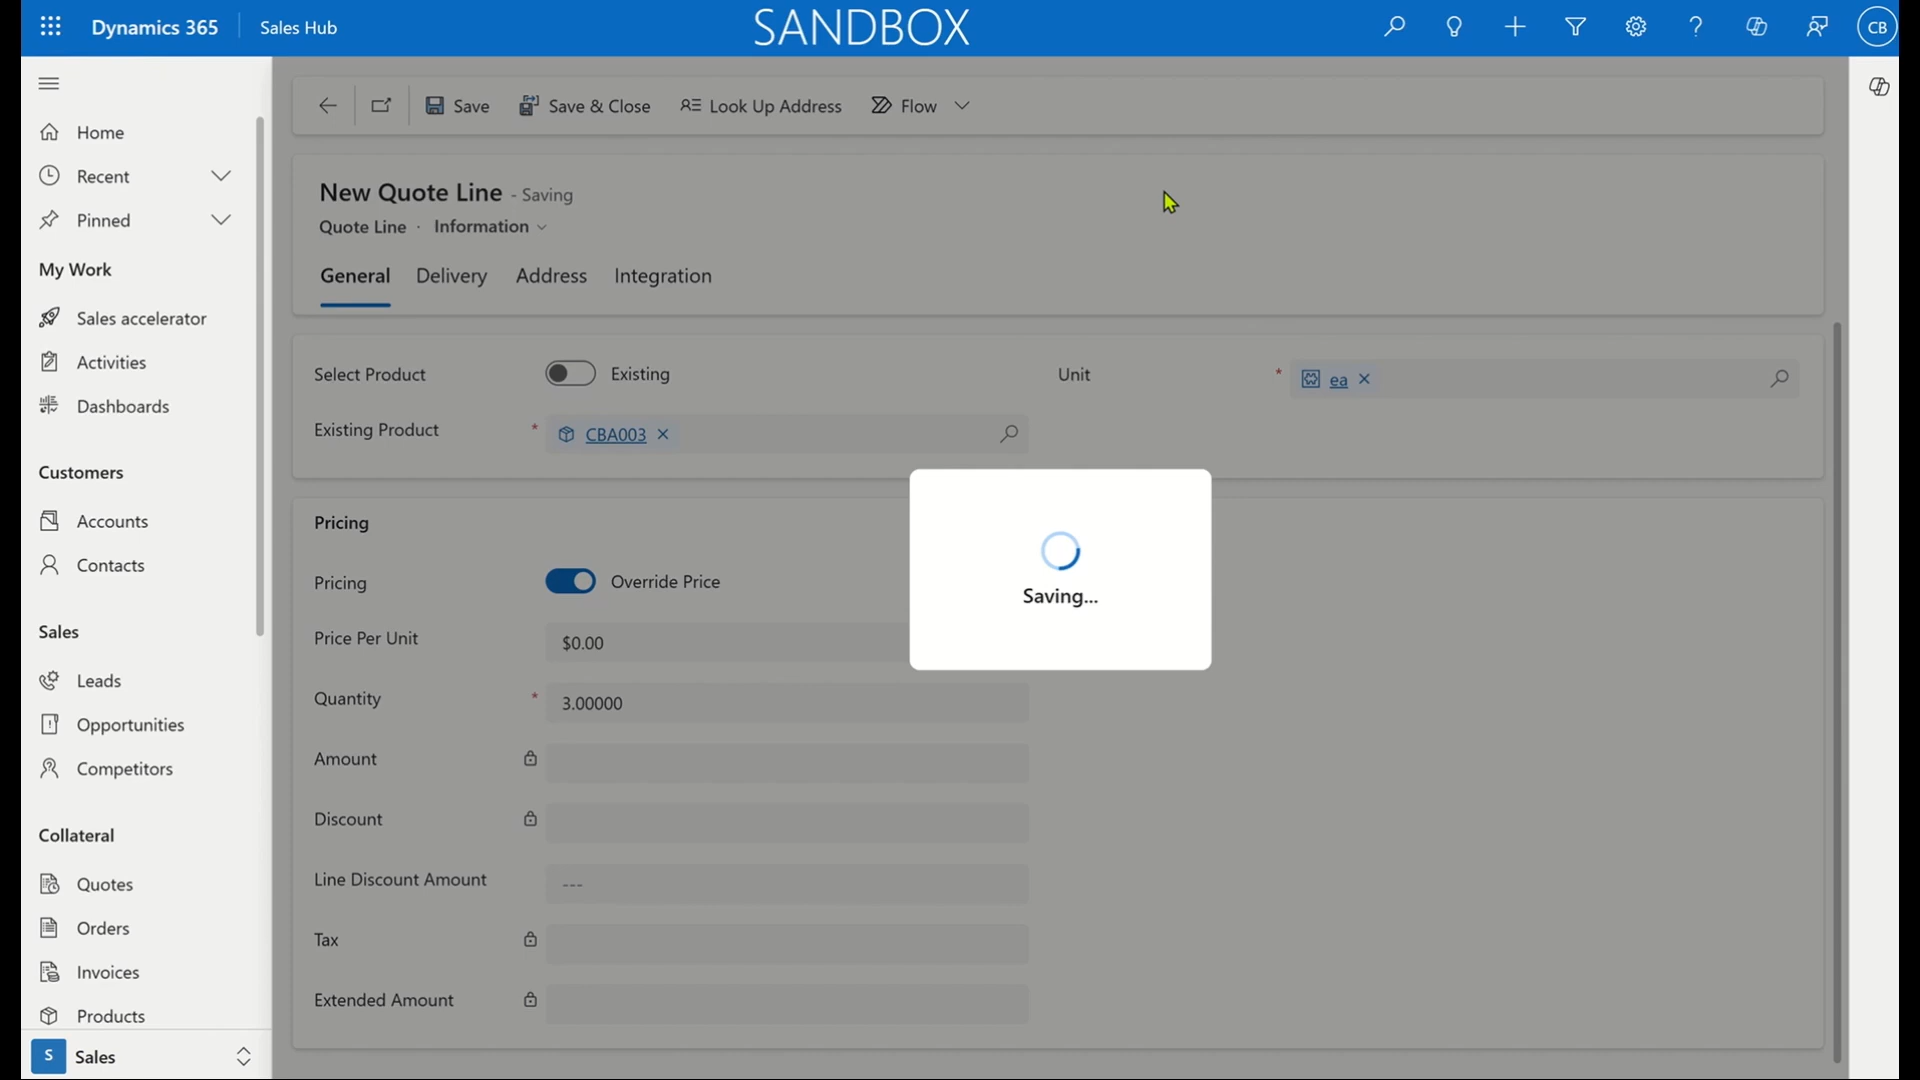 Dynamics 365 Sales Hub SANDBOX ? CB
Save Save & Close Look Up Address Flow
Home
Recent
Pinned
My Work
Sales accelerator
Activities
Dashboards
Customers
Accounts
Contacts
Sales
Leads
Opportunities
Competitors
Collateral
Quotes
Orders
Invoices
Products
S Sales
New Quote Line - Saving
Quote Line · Information
General Delivery Address Integration
Select Product Existing
Unit * ea
Existing Product * CBA003
Pricing
Pricing Override Price
Price Per Unit $0.00
Quantity * 3.00000
Amount
Discount
Line Discount Amount ---
Tax
Extended Amount
Saving...